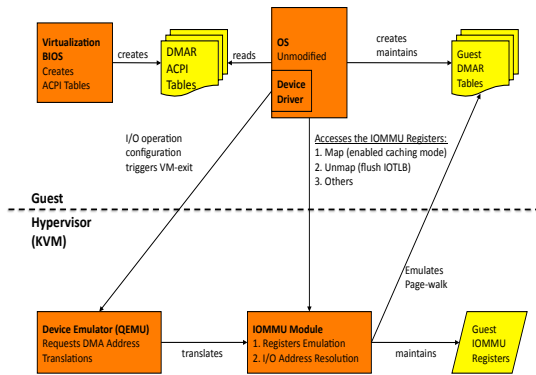 Virtualization
BIOS
Creates
ACPI Tables
creates
DMAR
ACPI
Tables
reads
OS
Unmodified
Device
Driver
creates
maintains
Guest
DMAR
Tables
I/O operation
configuration
triggers VM-exit
Accesses the IOMMU Registers:
1. Map (enabled caching mode)
2. Unmap (flush IOTLB)
3. Others
Guest
Hypervisor
(KVM)
Emulates
Page-walk
Device Emulator (QEMU)
Requests DMA Address
Translations
translates
IOMMU Module
1. Registers Emulation
2. I/O Address Resolution
maintains
Guest
IOMMU
Registers